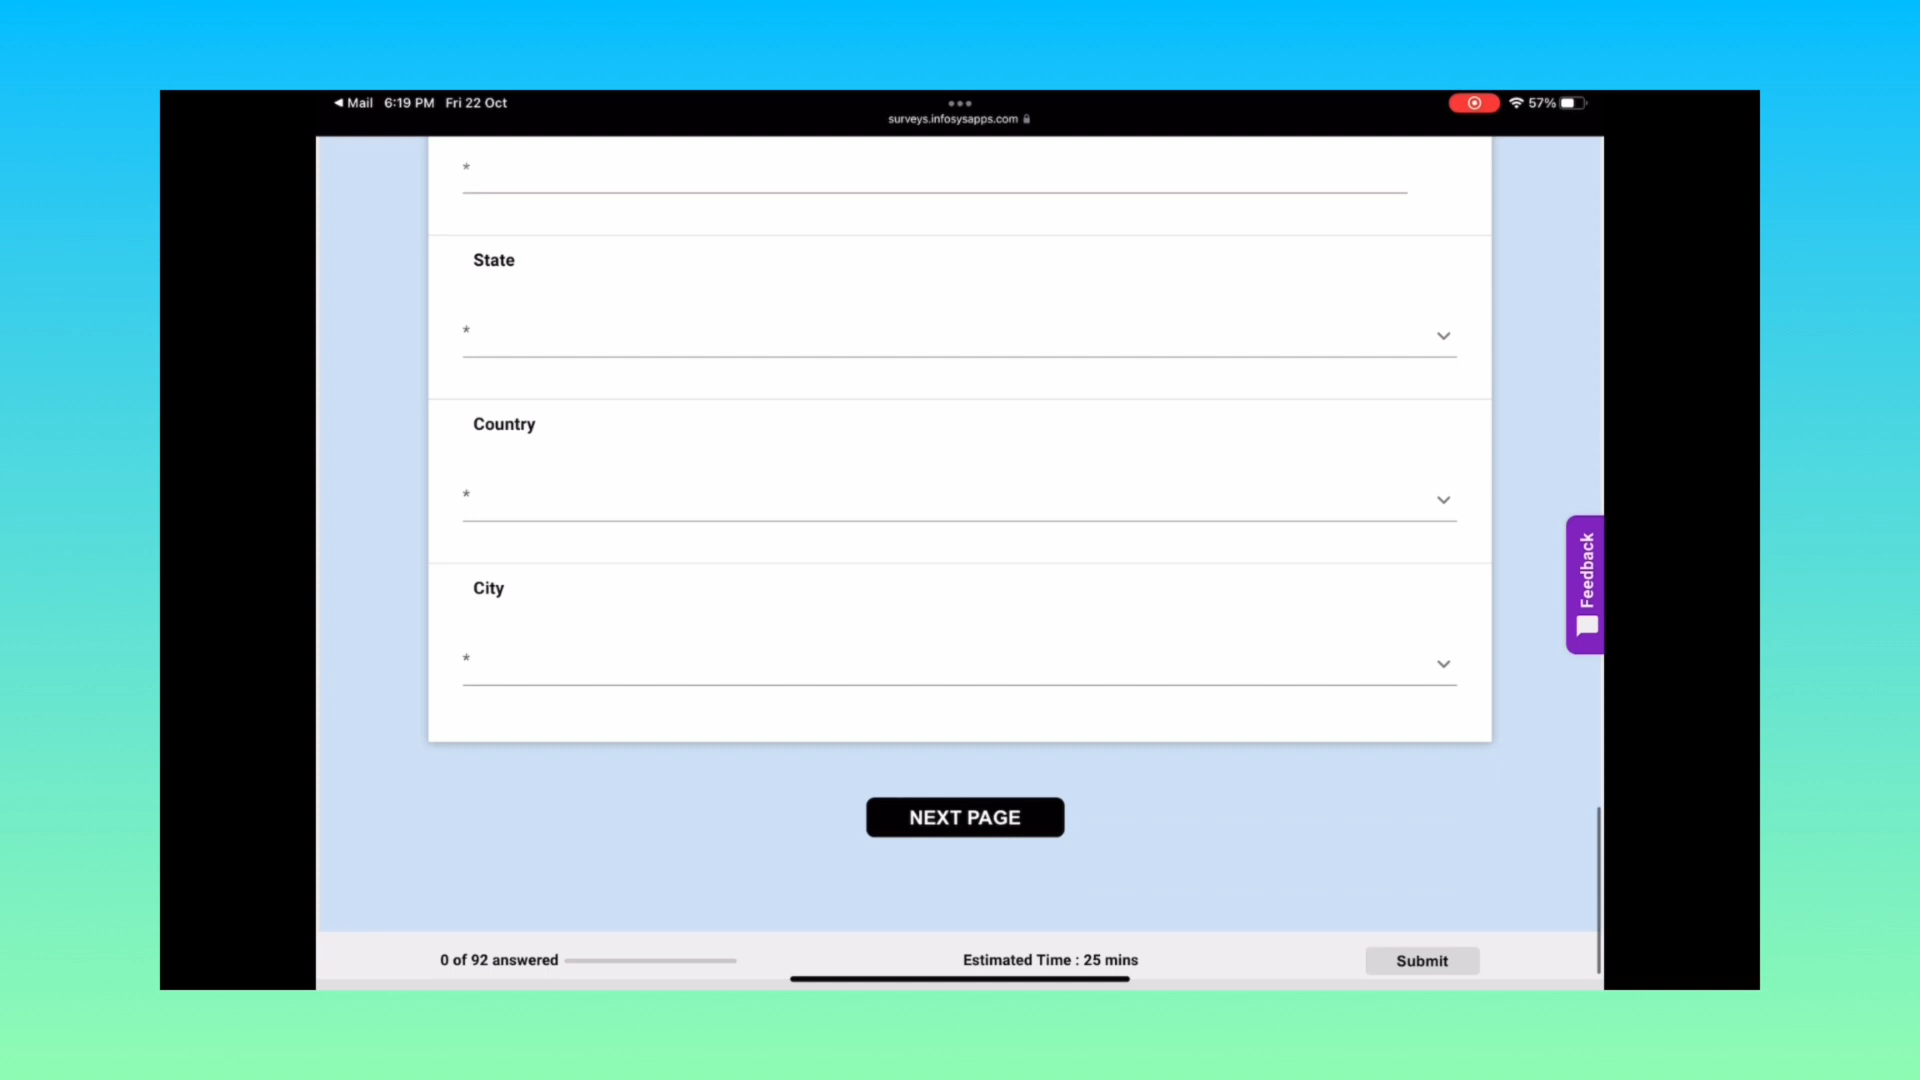 Mail 6:19 PM Fri 22 Oct
57%
surveys.infosysapps.com
*
State
*
Country
*
City
*
Feedback
NEXT PAGE
0 of 92 answered
Estimated Time : 25 mins
Submit